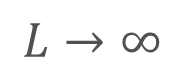 L → ∞